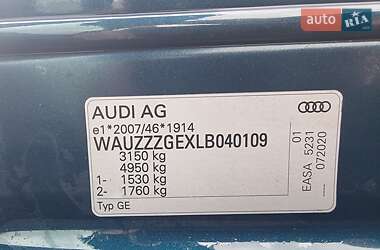 auto
RIA.com
AUDI AG
e1*2007/46*1914
WAUZZZGEXLB040109
3150 kg
4950 kg
1- 1530 kg
2- 1760 kg
Typ GE
01
EASA 5231
072020